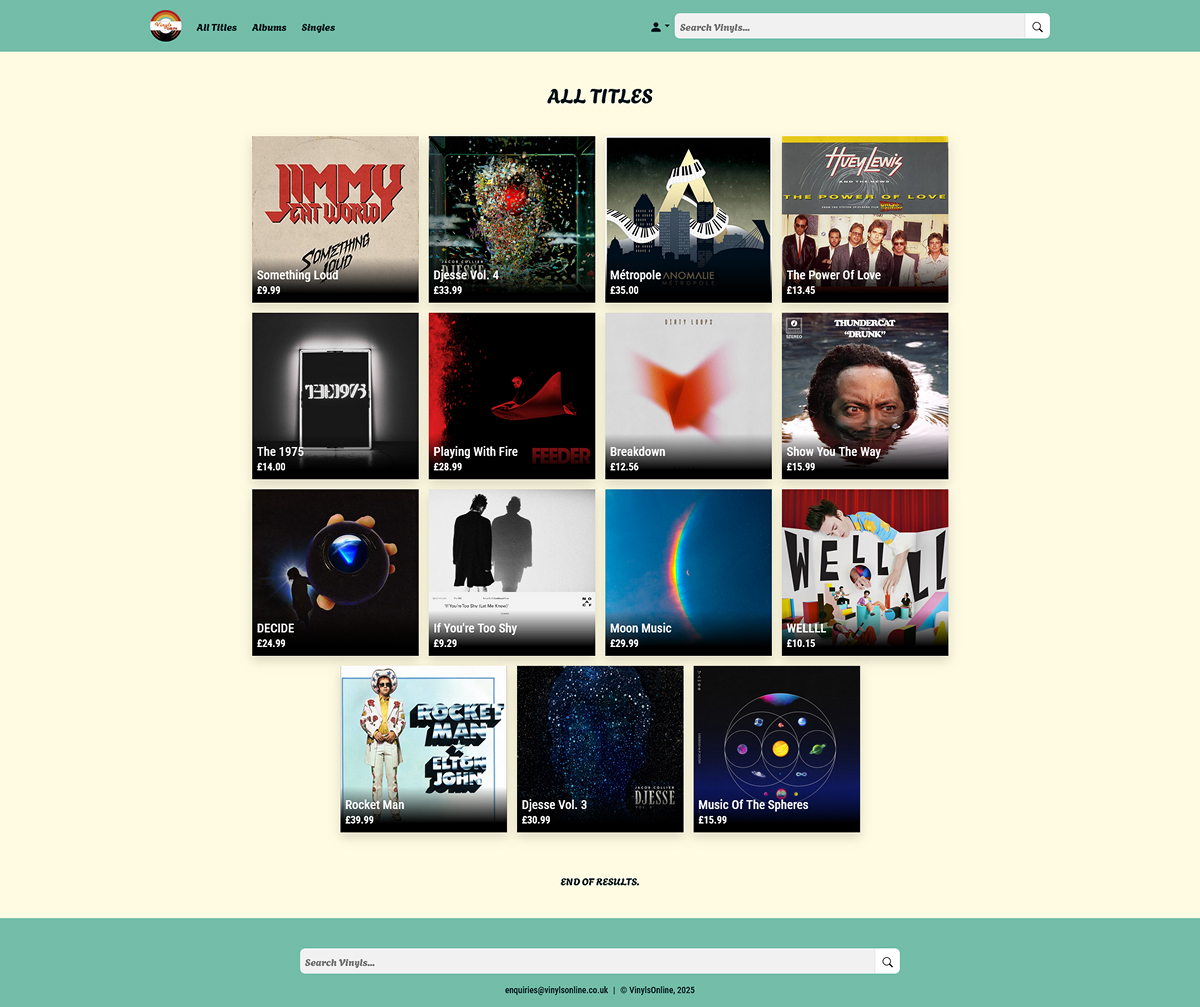 Vinyls Online
All Titles
Albums
Singles
Search Vinyls...
ALL TITLES
JIMMY
EAT WORLD
SOMETHING
LOUD
Something Loud
£9.99
JACOB COLLIER
DJESSE
Djesse Vol. 4
£33.99
ANOMALIE
MÉTROPOLE
Métropole
£35.00
HUEY LEWIS
AND THE NEWS
THE POWER OF LOVE
The Power Of Love
£13.45
THE 1975
The 1975
£14.00
FEEDER
Playing With Fire
£28.99
DIRTY LOOPS
Breakdown
£12.56
STEREO
THUNDERCAT
“DRUNK”
Show You The Way
£15.99
DECIDE
£24.99
If You're Too Shy (Let Me Know)
If You're Too Shy
£9.29
Moon Music
£29.99
WELLLL
WELLLL
£10.15
ROCKET
MAN
ELTON
JOHN
Rocket Man
£39.99
JACOB COLLIER
DJESSE
VOL. 3
Djesse Vol. 3
£30.99
Music Of The Spheres
£15.99
END OF RESULTS.
Search Vinyls...
enquiries@vinylsonline.co.uk | © VinylsOnline, 2025